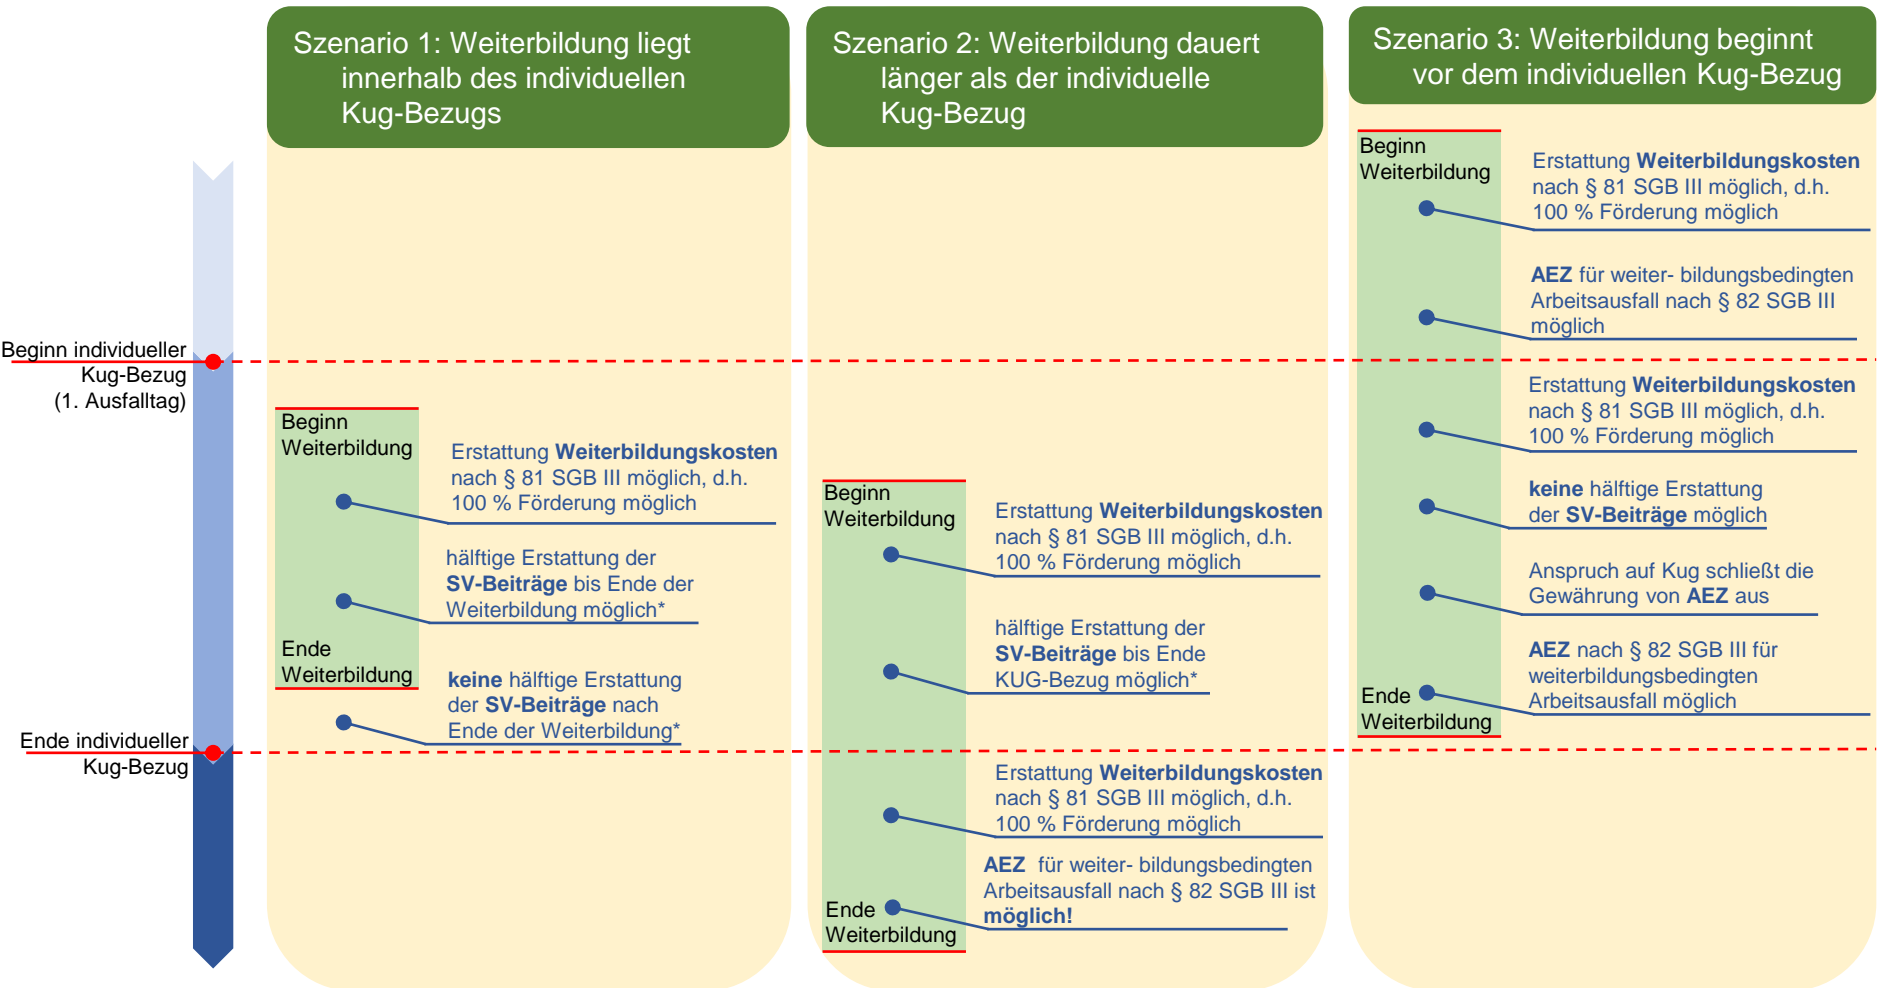 Szenario 1: Weiterbildung liegt
innerhalb des individuellen
Kug-Bezugs
Szenario 2: Weiterbildung dauert
länger als der individuelle
Kug-Bezug
Szenario 3: Weiterbildung beginnt
vor dem individuellen Kug-Bezug
Beginn individueller
Kug-Bezug
(1. Ausfalltag)
Ende individueller
Kug-Bezug
Beginn
Weiterbildung
Erstattung Weiterbildungskosten
nach § 81 SGB III möglich, d.h.
100 % Förderung möglich
hälftige Erstattung der
SV-Beiträge bis Ende der
Weiterbildung möglich*
Ende
Weiterbildung
keine hälftige Erstattung
der SV-Beiträge nach
Ende der Weiterbildung*
Beginn
Weiterbildung
Erstattung Weiterbildungskosten
nach § 81 SGB III möglich, d.h.
100 % Förderung möglich
hälftige Erstattung der
SV-Beiträge bis Ende
KUG-Bezug möglich*
Erstattung Weiterbildungskosten
nach § 81 SGB III möglich, d.h.
100 % Förderung möglich
AEZ für weiter- bildungsbedingten
Arbeitsausfall nach § 82 SGB III ist
möglich!
Ende
Weiterbildung
Beginn
Weiterbildung
Erstattung Weiterbildungskosten
nach § 81 SGB III möglich, d.h.
100 % Förderung möglich
AEZ für weiter- bildungsbedingten
Arbeitsausfall nach § 82 SGB III
möglich
Erstattung Weiterbildungskosten
nach § 81 SGB III möglich, d.h.
100 % Förderung möglich
keine hälftige Erstattung
der SV-Beiträge möglich
Anspruch auf Kug schließt die
Gewährung von AEZ aus
AEZ nach § 82 SGB III für
weiterbildungsbedingten
Arbeitsausfall möglich
Ende
Weiterbildung